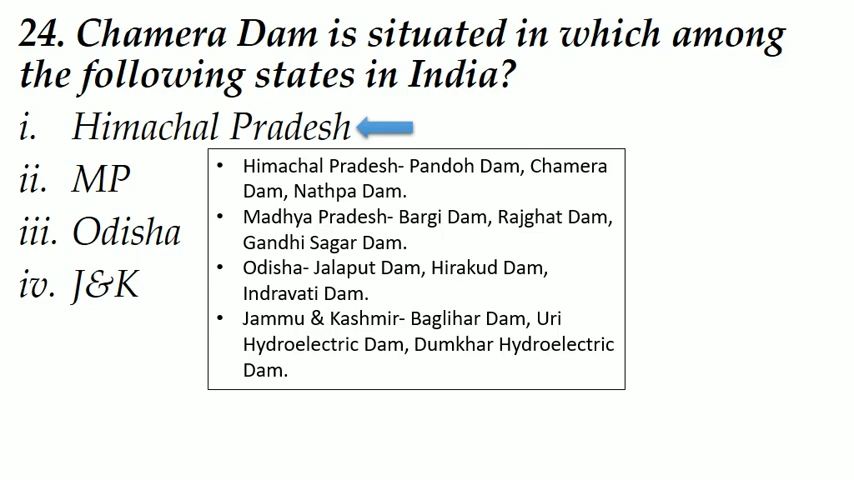 24. Chamera Dam is situated in which among
the following states in India?
i. Himachal Pradesh
ii. MP
iii. Odisha
iv. J&K
• Himachal Pradesh- Pandoh Dam, Chamera
Dam, Nathpa Dam.
• Madhya Pradesh- Bargi Dam, Rajghat Dam,
Gandhi Sagar Dam.
• Odisha- Jalaput Dam, Hirakud Dam,
Indravati Dam.
• Jammu & Kashmir- Baglihar Dam, Uri
Hydroelectric Dam, Dumkhar Hydroelectric
Dam.